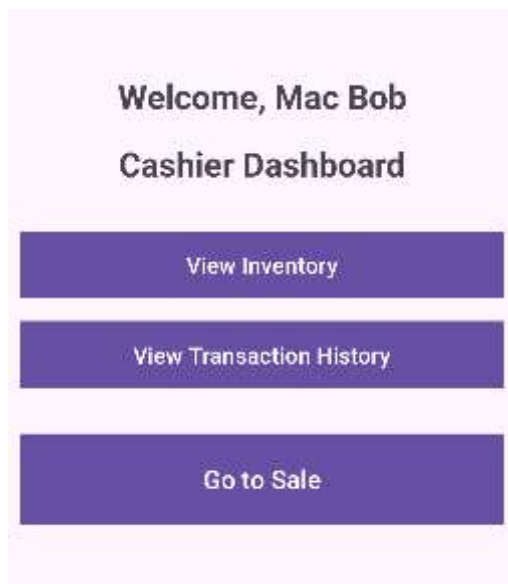 Welcome, Mac Bob
Cashier Dashboard
View Inventory
View Transaction History
Go to Sale